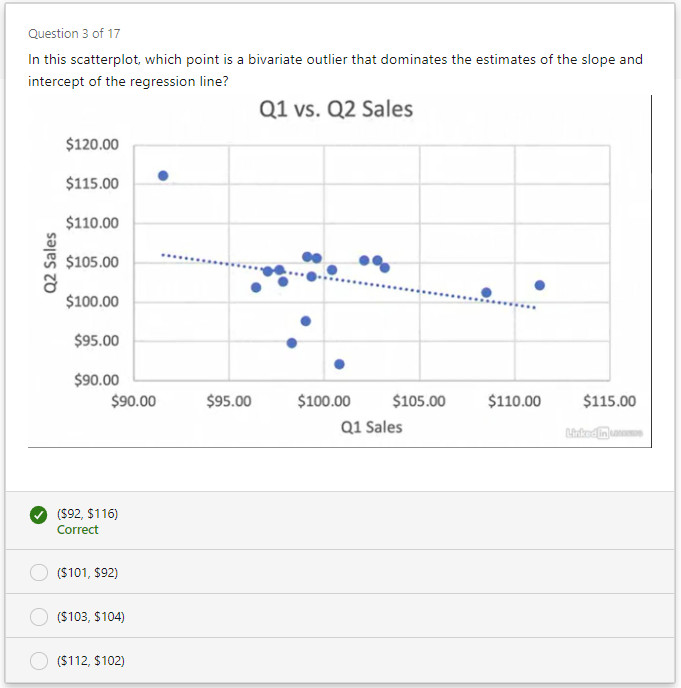 Question 3 of 17
In this scatterplot, which point is a bivariate outlier that dominates the estimates of the slope and
intercept of the regression line?
Q1 vs. Q2 Sales
$120.00
$115.00
$110.00
$105.00
$100.00
$95.00
$90.00
Q2 Sales
$90.00 $95.00 $100.00 $105.00 $110.00 $115.00
Q1 Sales
Linked in LEARNING
($92, $116)
Correct
($101, $92)
($103, $104)
($112, $102)